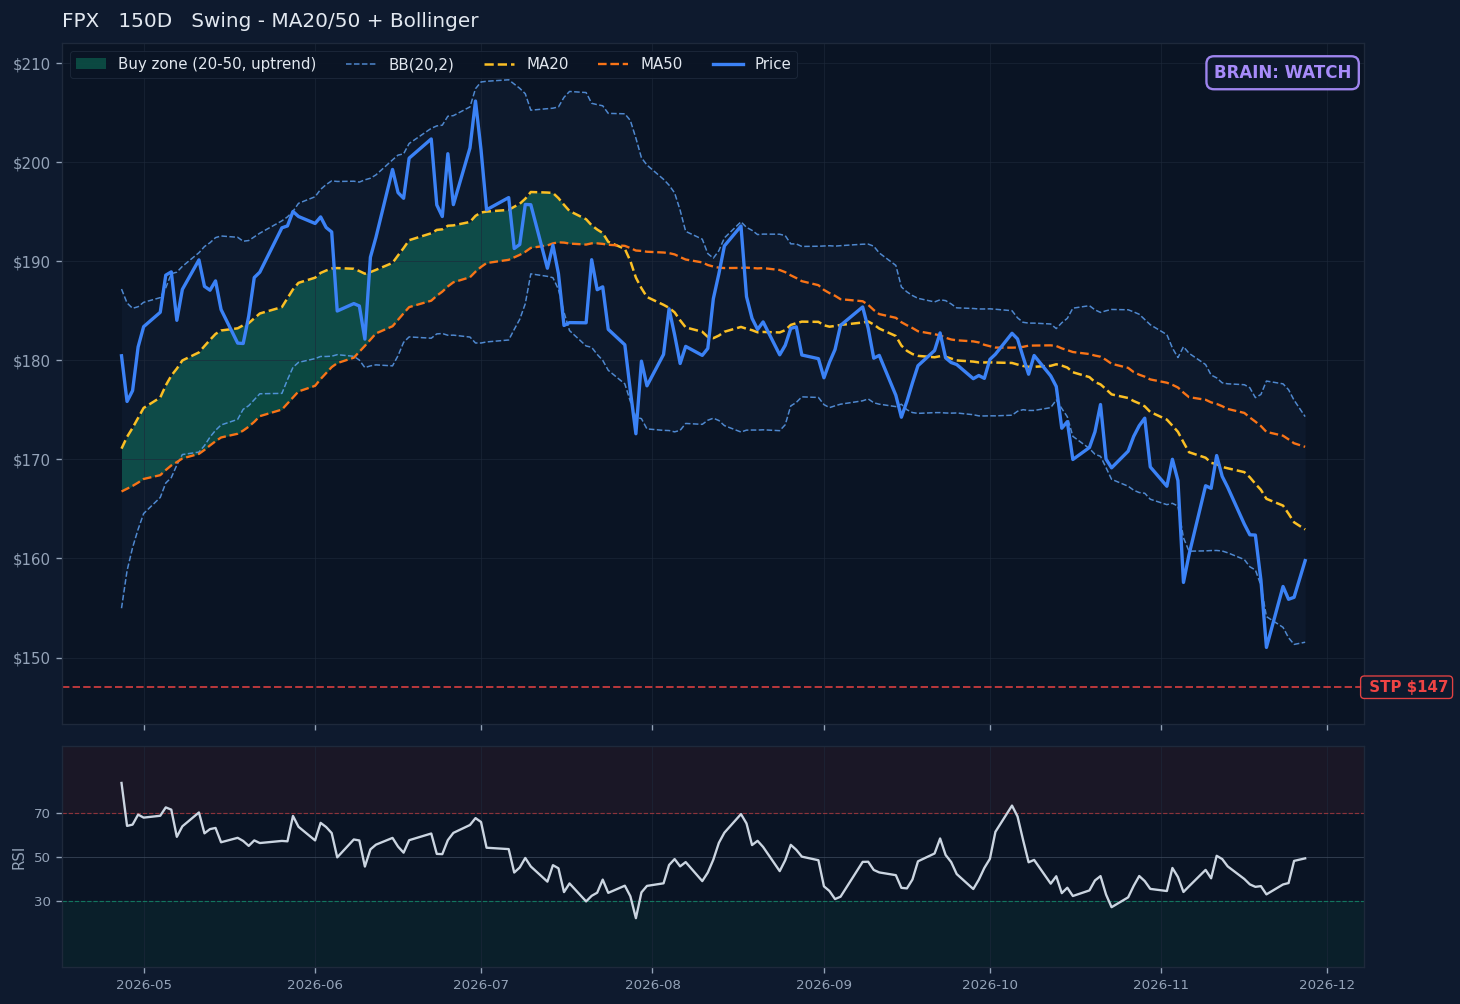 FPX   150D   Swing - MA20/50 + Bollinger
Buy zone (20-50, uptrend)   BB(20,2)   MA20   MA50   Price
BRAIN: WATCH
$210
$200
$190
$180
$170
$160
$150
STP $147
70
50
30
RSI
2026-05   2026-06   2026-07   2026-08   2026-09   2026-10   2026-11   2026-12